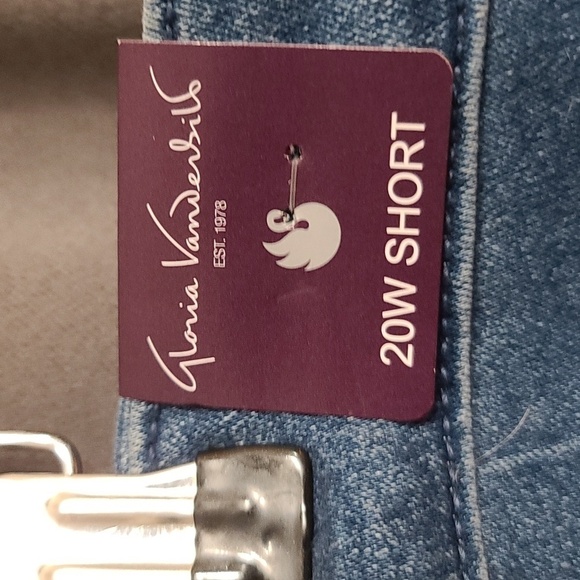 Gloria Vanderbilt
EST. 1978
20W SHORT